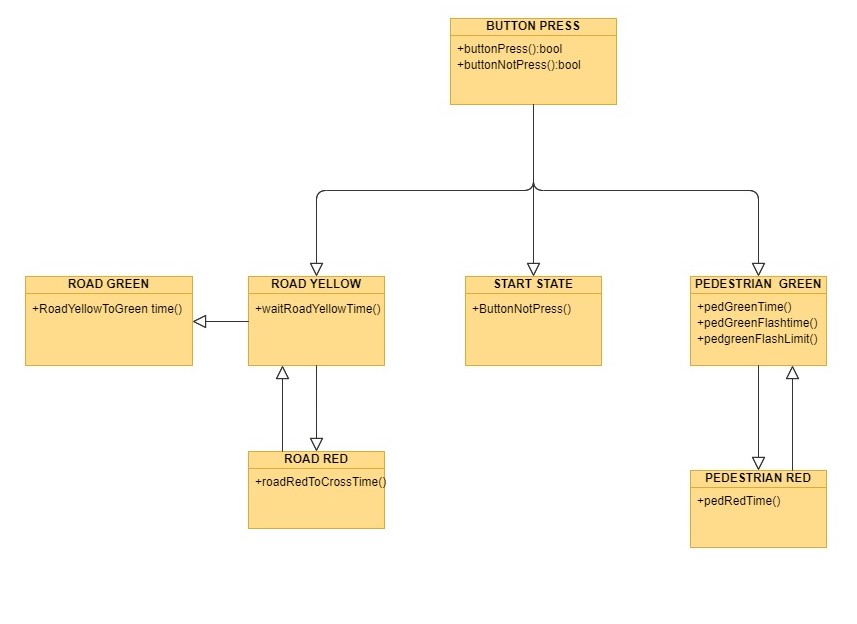 BUTTON PRESS
+buttonPress():bool
+buttonNotPress():bool
ROAD GREEN
+RoadYellowToGreen time()
ROAD YELLOW
+waitRoadYellowTime()
START STATE
+ButtonNotPress()
PEDESTRIAN GREEN
+pedGreenTime()
+pedGreenFlashtime()
+pedgreenFlashLimit()
ROAD RED
+roadRedToCrossTime()
PEDESTRIAN RED
+pedRedTime()